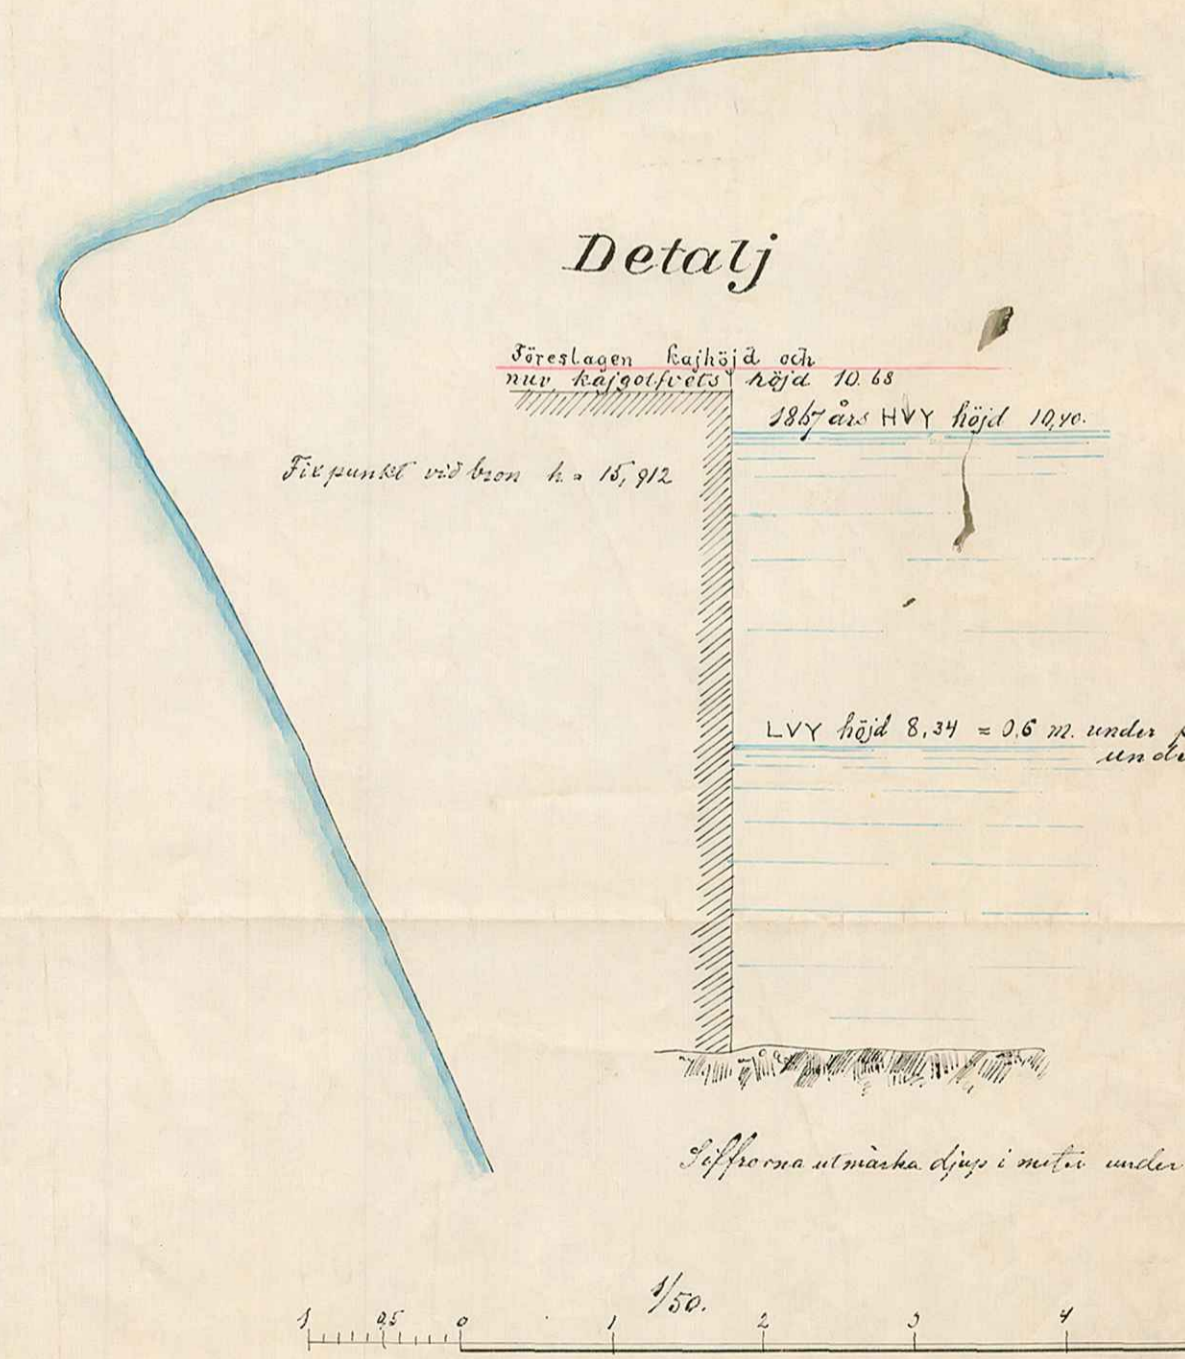 Detalj
Föreslagen kajhöjd och
nuv. kajgolfvets höjd 10.68
1867 års HVY höjd 10,40.
Fixpunkt vid bron h = 15,912
LVY höjd 8,34 = 0.6 m. under
unde
Siffrorna utmärka djup i meter under
1/50.
1 0,5 0 1 2 3 4